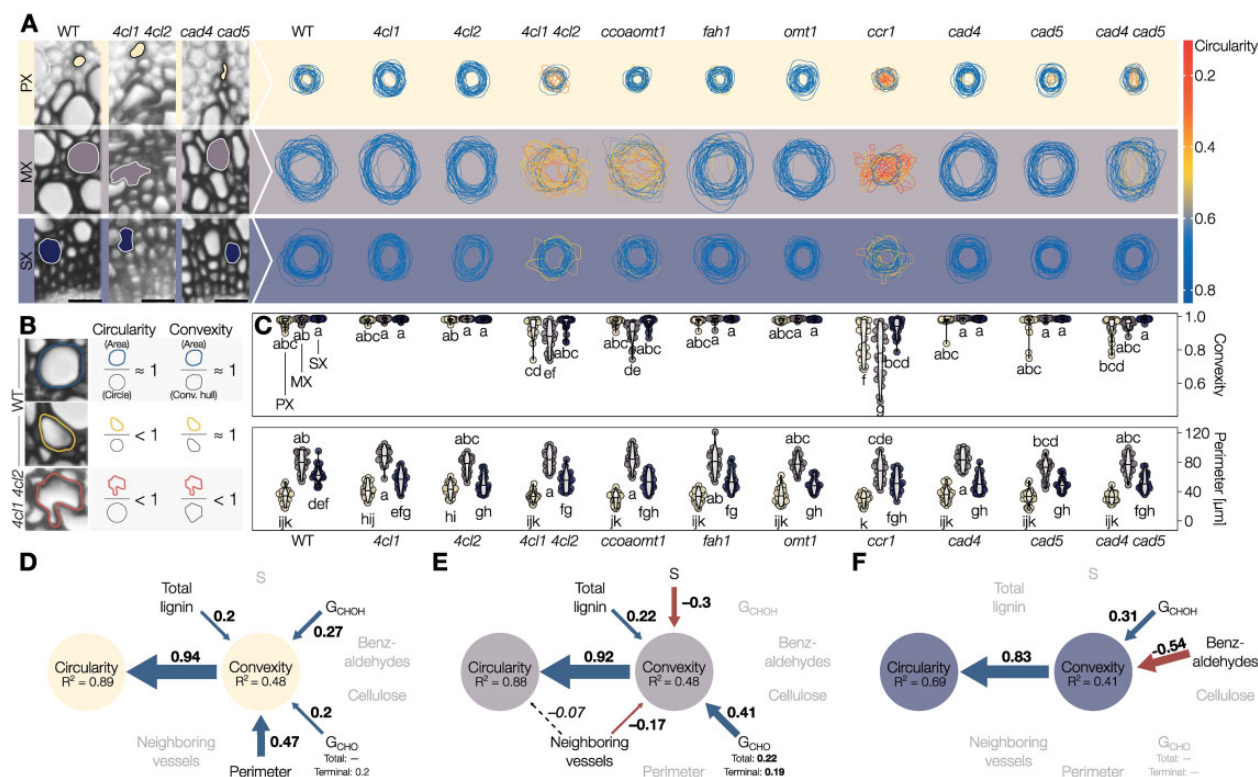 A
WT 4cl1 4cl2 cad4 cad5 WT 4cl1 4cl2 4cl1 4cl2 ccoaomt1 fah1 omt1 ccr1 cad4 cad5 cad4 cad5 Circularity
PX
MX
SX
0.2
0.4
0.6
0.8
B
Circularity Convexity
(Area) (Area)
≈ 1 ≈ 1
(Circle) (Conv. hull)
WT
< 1 ≈ 1
4cl1 4cl2
< 1 < 1
C
abc ab a abc a a ab a a cd ef abc abc de abc abc a a abc a a f g bcd abc a a abc a a bcd abc a
PX MX SX
1.0
0.8
0.6
Convexity
ab abc abc abc cde bcd abc
ijk def hij a efg hi gh ijk a fg jk fgh ijk ab fg ijk gh k fgh ijk a gh ijk gh ijk fgh
120
80
40
0
Perimeter [µm]
WT 4cl1 4cl2 4cl1 4cl2 ccoaomt1 fah1 omt1 ccr1 cad4 cad5 cad4 cad5
D
S
Total
lignin
0.2
GCHOH
0.27
Benz-
aldehydes
Circularity
R² = 0.89
0.94
Convexity
R² = 0.48
Cellulose
0.2
GCHO
Total: —
Terminal: 0.2
0.47
Neighboring
vessels
Perimeter
E
S
Total
lignin
0.22
–0.3
GCHOH
Benz-
aldehydes
Circularity
R² = 0.88
0.92
Convexity
R² = 0.48
Cellulose
–0.07
–0.17
0.41
Neighboring
vessels
GCHO
Total: 0.22
Terminal: 0.19
Perimeter
F
S
Total
lignin
GCHOH
0.31
Benz-
aldehydes
–0.54
Circularity
R² = 0.69
0.83
Convexity
R² = 0.41
Cellulose
Neighboring
vessels
GCHO
Total: —
Terminal: —
Perimeter